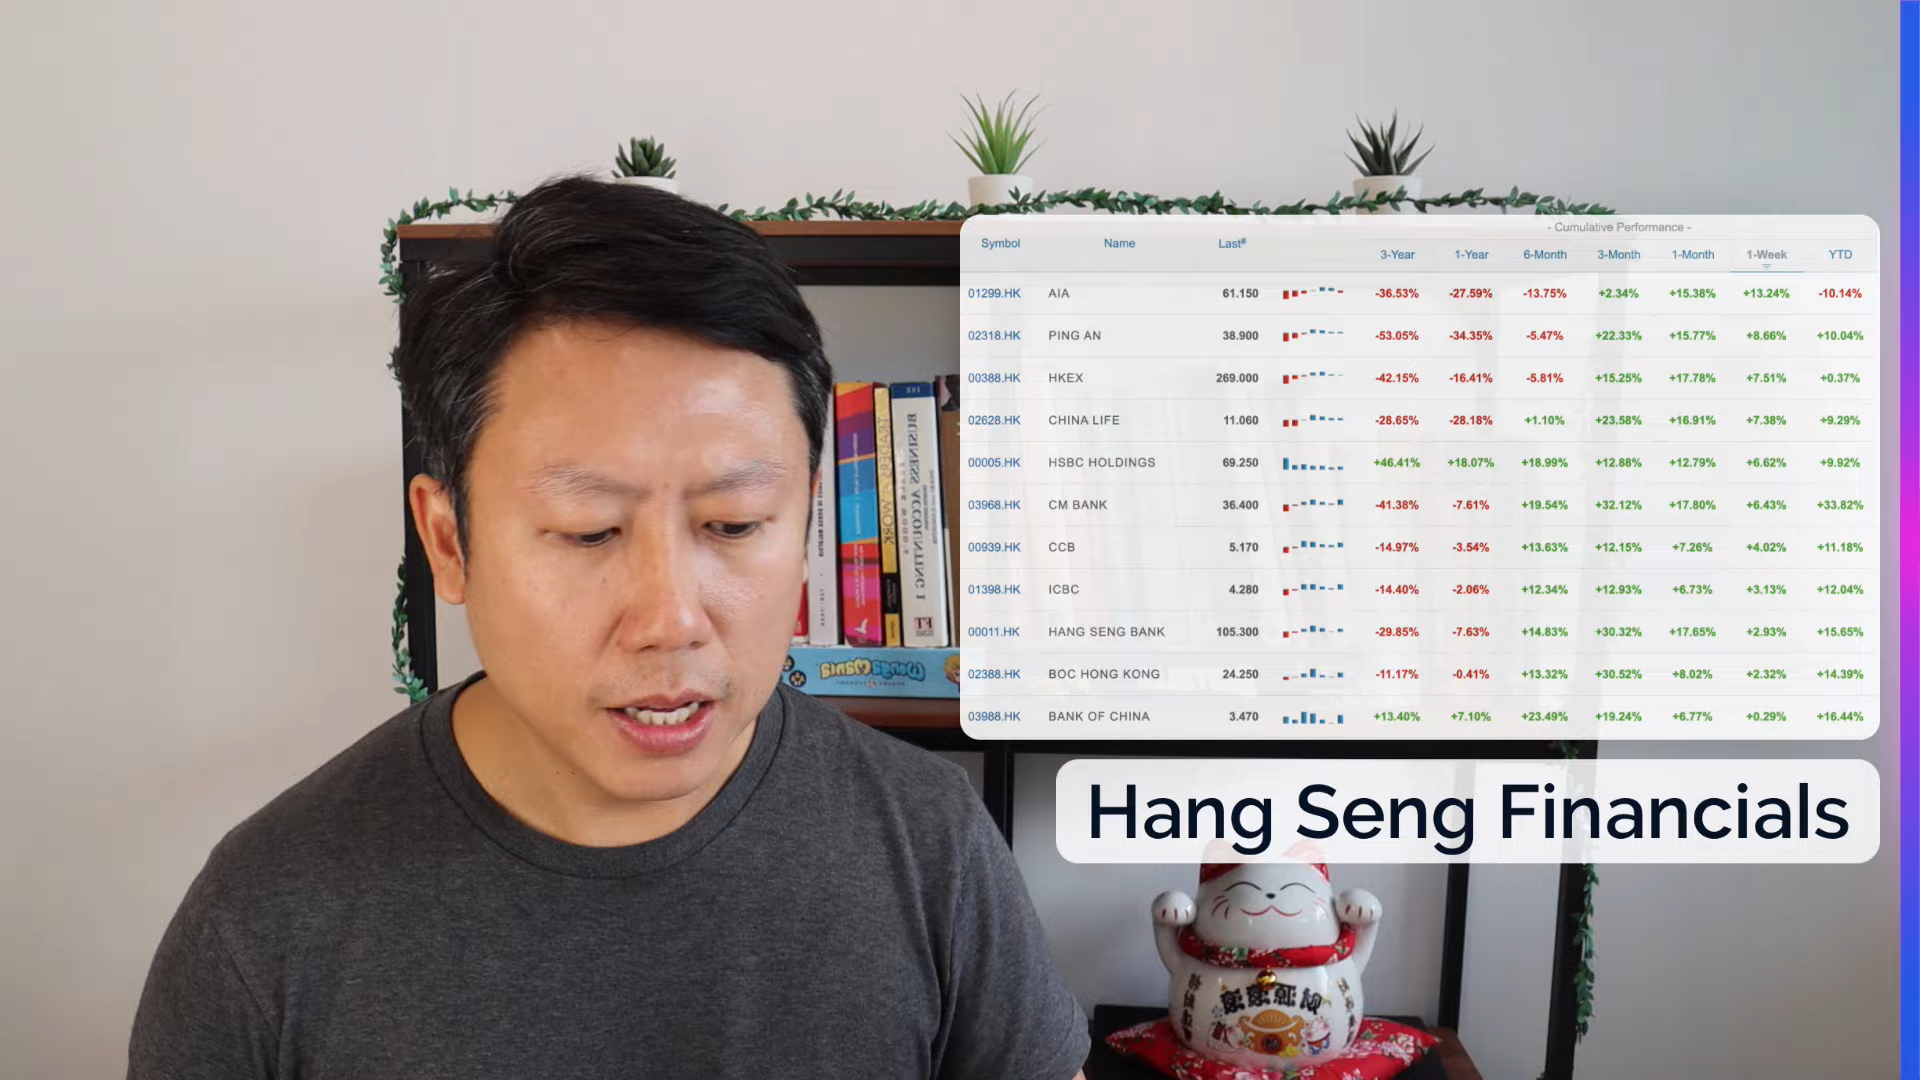 - Cumulative Performance -
Symbol Name Last# 3-Year 1-Year 6-Month 3-Month 1-Month 1-Week YTD
01299.HK AIA 61.150 -36.53% -27.59% -13.75% +2.34% +15.38% +13.24% -10.14%
02318.HK PING AN 38.900 -53.05% -34.35% -5.47% +22.33% +15.77% +8.66% +10.04%
00388.HK HKEX 269.000 -42.15% -16.41% -5.81% +15.25% +17.78% +7.51% +0.37%
02628.HK CHINA LIFE 11.060 -28.65% -28.18% +1.10% +23.58% +16.91% +7.38% +9.29%
00005.HK HSBC HOLDINGS 69.250 +46.41% +18.07% +18.99% +12.88% +12.79% +6.62% +9.92%
03968.HK CM BANK 36.400 -41.38% -7.61% +19.54% +32.12% +17.80% +6.43% +33.82%
00939.HK CCB 5.170 -14.97% -3.54% +13.63% +12.15% +7.26% +4.02% +11.18%
01398.HK ICBC 4.280 -14.40% -2.06% +12.34% +12.93% +6.73% +3.13% +12.04%
00011.HK HANG SENG BANK 105.300 -29.85% -7.63% +14.83% +30.32% +17.65% +2.93% +15.65%
02388.HK BOC HONG KONG 24.250 -11.17% -0.41% +13.32% +30.52% +8.02% +2.32% +14.39%
03988.HK BANK OF CHINA 3.470 +13.40% +7.10% +23.49% +19.24% +6.77% +0.29% +16.44%
Hang Seng Financials
BUSINESS ACCOUNTING 1
FT